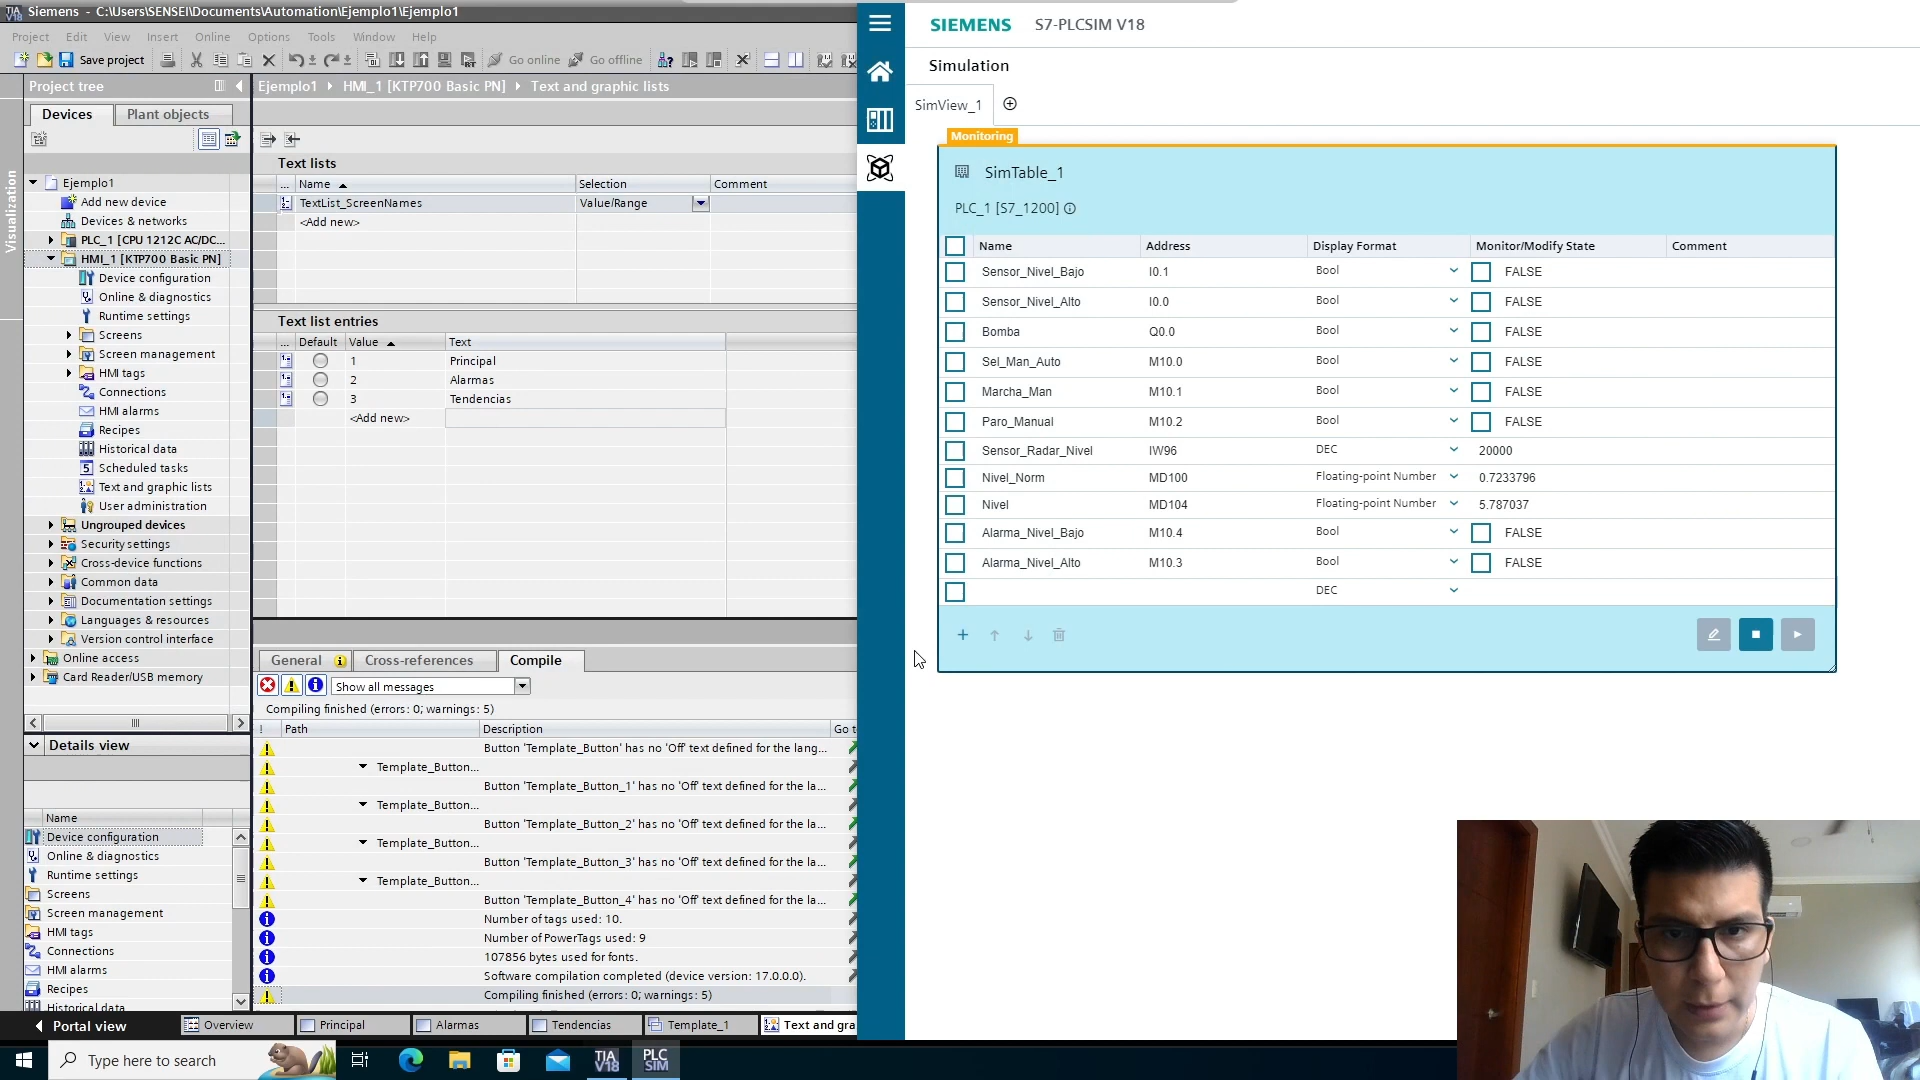 TIA V18 Siemens - C:\Users\SENSEI\Documents\Automation\Ejemplo1\Ejemplo1
Project Edit View Insert Online Options Tools Window Help
Save project Go online Go offline
Project tree
Ejemplo1 HMI_1 [KTP700 Basic PN] Text and graphic lists
Devices Plant objects
Visualization
Ejemplo1
Add new device
Devices & networks
PLC_1 [CPU 1212C AC/DC...
HMI_1 [KTP700 Basic PN]
Device configuration
Online & diagnostics
Runtime settings
Screens
Screen management
HMI tags
Connections
HMI alarms
Recipes
Historical data
Scheduled tasks
Text and graphic lists
User administration
Ungrouped devices
Security settings
Cross-device functions
Common data
Documentation settings
Languages & resources
Version control interface
Online access
Card Reader/USB memory
Details view
Name
Device configuration
Online & diagnostics
Runtime settings
Screens
Screen management
HMI tags
Connections
HMI alarms
Recipes
Historical data
Text lists
... Name Selection Comment
TextList_ScreenNames Value/Range
<Add new>
Text list entries
... Default Value Text
1 Principal
2 Alarmas
3 Tendencias
<Add new>
General Cross-references Compile
Show all messages
Compiling finished (errors: 0; warnings: 5)
! Path Description Go t
Button 'Template_Button' has no 'Off' text defined for the lang...
Template_Button...
Button 'Template_Button_1' has no 'Off' text defined for the la...
Template_Button...
Button 'Template_Button_2' has no 'Off' text defined for the la...
Template_Button...
Button 'Template_Button_3' has no 'Off' text defined for the la...
Template_Button...
Button 'Template_Button_4' has no 'Off' text defined for the la...
Number of tags used: 10.
Number of PowerTags used: 9
107856 bytes used for fonts.
Software compilation completed (device version: 17.0.0.0).
Compiling finished (errors: 0; warnings: 5)
Portal view Overview Principal Alarmas Tendencias Template_1 Text and gra
Type here to search TIA V18 PLC SIM
SIEMENS S7-PLCSIM V18
Simulation
SimView_1
Monitoring
SimTable_1
PLC_1 [S7_1200]
Name Address Display Format Monitor/Modify State Comment
Sensor_Nivel_Bajo I0.1 Bool FALSE
Sensor_Nivel_Alto I0.0 Bool FALSE
Bomba Q0.0 Bool FALSE
Sel_Man_Auto M10.0 Bool FALSE
Marcha_Man M10.1 Bool FALSE
Paro_Manual M10.2 Bool FALSE
Sensor_Radar_Nivel IW96 DEC 20000
Nivel_Norm MD100 Floating-point Number 0.7233796
Nivel MD104 Floating-point Number 5.787037
Alarma_Nivel_Bajo M10.4 Bool FALSE
Alarma_Nivel_Alto M10.3 Bool FALSE
DEC